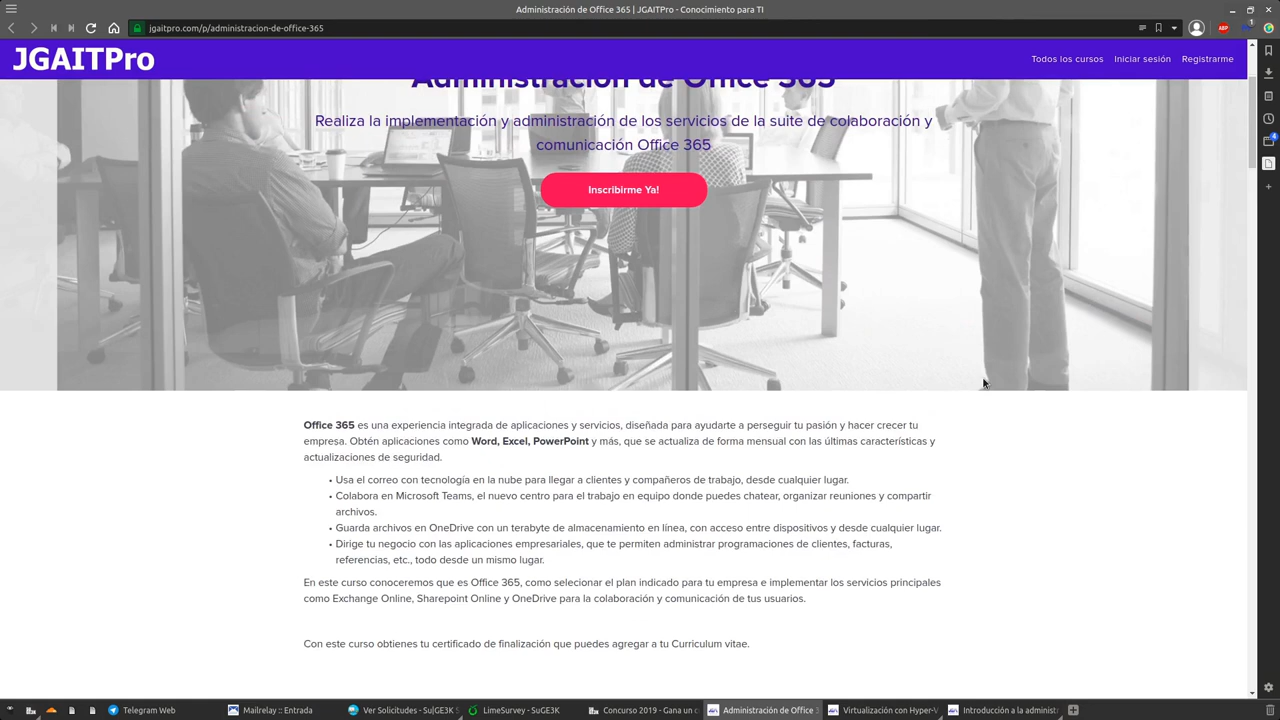 Administración de Office 365 | JGAITPro - Conocimiento para TI
jgaitpro.com/p/administracion-de-office-365
JGAITPro
Todos los cursos
Iniciar sesión
Registrarme
Administración de Office 365
Realiza la implementación y administración de los servicios de la suite de colaboración y
comunicación Office 365
Inscribirme Ya!
Office 365 es una experiencia integrada de aplicaciones y servicios, diseñada para ayudarte a perseguir tu pasión y hacer crecer tu
empresa. Obtén aplicaciones como Word, Excel, PowerPoint y más, que se actualiza de forma mensual con las últimas características y
actualizaciones de seguridad.
• Usa el correo con tecnología en la nube para llegar a clientes y compañeros de trabajo, desde cualquier lugar.
• Colabora en Microsoft Teams, el nuevo centro para el trabajo en equipo donde puedes chatear, organizar reuniones y compartir
archivos.
• Guarda archivos en OneDrive con un terabyte de almacenamiento en línea, con acceso entre dispositivos y desde cualquier lugar.
• Dirige tu negocio con las aplicaciones empresariales, que te permiten administrar programaciones de clientes, facturas,
referencias, etc., todo desde un mismo lugar.
En este curso conoceremos que es Office 365, como selecionar el plan indicado para tu empresa e implementar los servicios principales
como Exchange Online, Sharepoint Online y OneDrive para la colaboración y comunicación de tus usuarios.
Con este curso obtienes tu certificado de finalización que puedes agregar a tu Curriculum vitae.
Telegram Web
Mailrelay :: Entrada
Ver Solicitudes - Su|GE3K S
LimeSurvey - SuGE3K
Concurso 2019 - Gana un c
Administración de Office 3
Virtualización con Hyper-V
Introducción a la administ